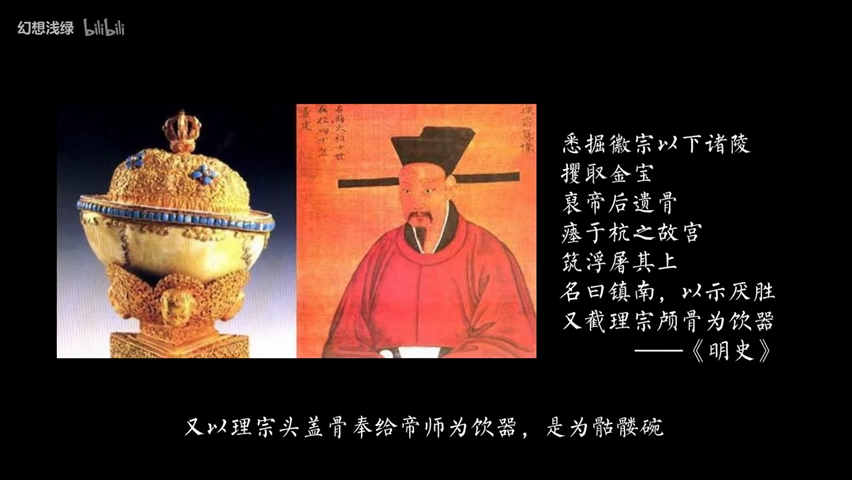 幻想浅绿 bilibili
悉掘徽宗以下诸陵
攫取金宝
裒帝后遗骨
瘗于杭之故宫
筑浮屠其上
名曰镇南，以示厌胜
又截理宗颅骨为饮器
——《明史》
又以理宗头盖骨奉给帝师为饮器，是为骷髅碗